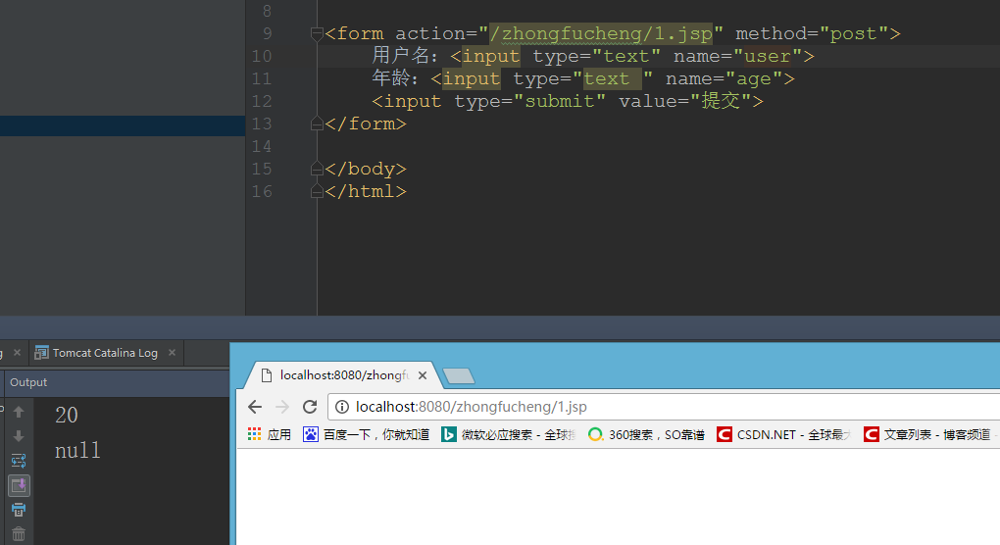 8
9 <form action="/zhongfucheng/1.jsp" method="post">
10 用户名：<input type="text" name="user">
11 年龄：<input type="text " name="age">
12 <input type="submit" value="提交">
13 </form>
14
15 </body>
16 </html>
Tomcat Catalina Log
Output
20
null
localhost:8080/zhongf
localhost:8080/zhongfucheng/1.jsp
应用 百度一下，你就知道 微软必应搜索 - 全球搜 360搜索，SO靠谱 CSDN.NET - 全球最大 文章列表 - 博客频道 -